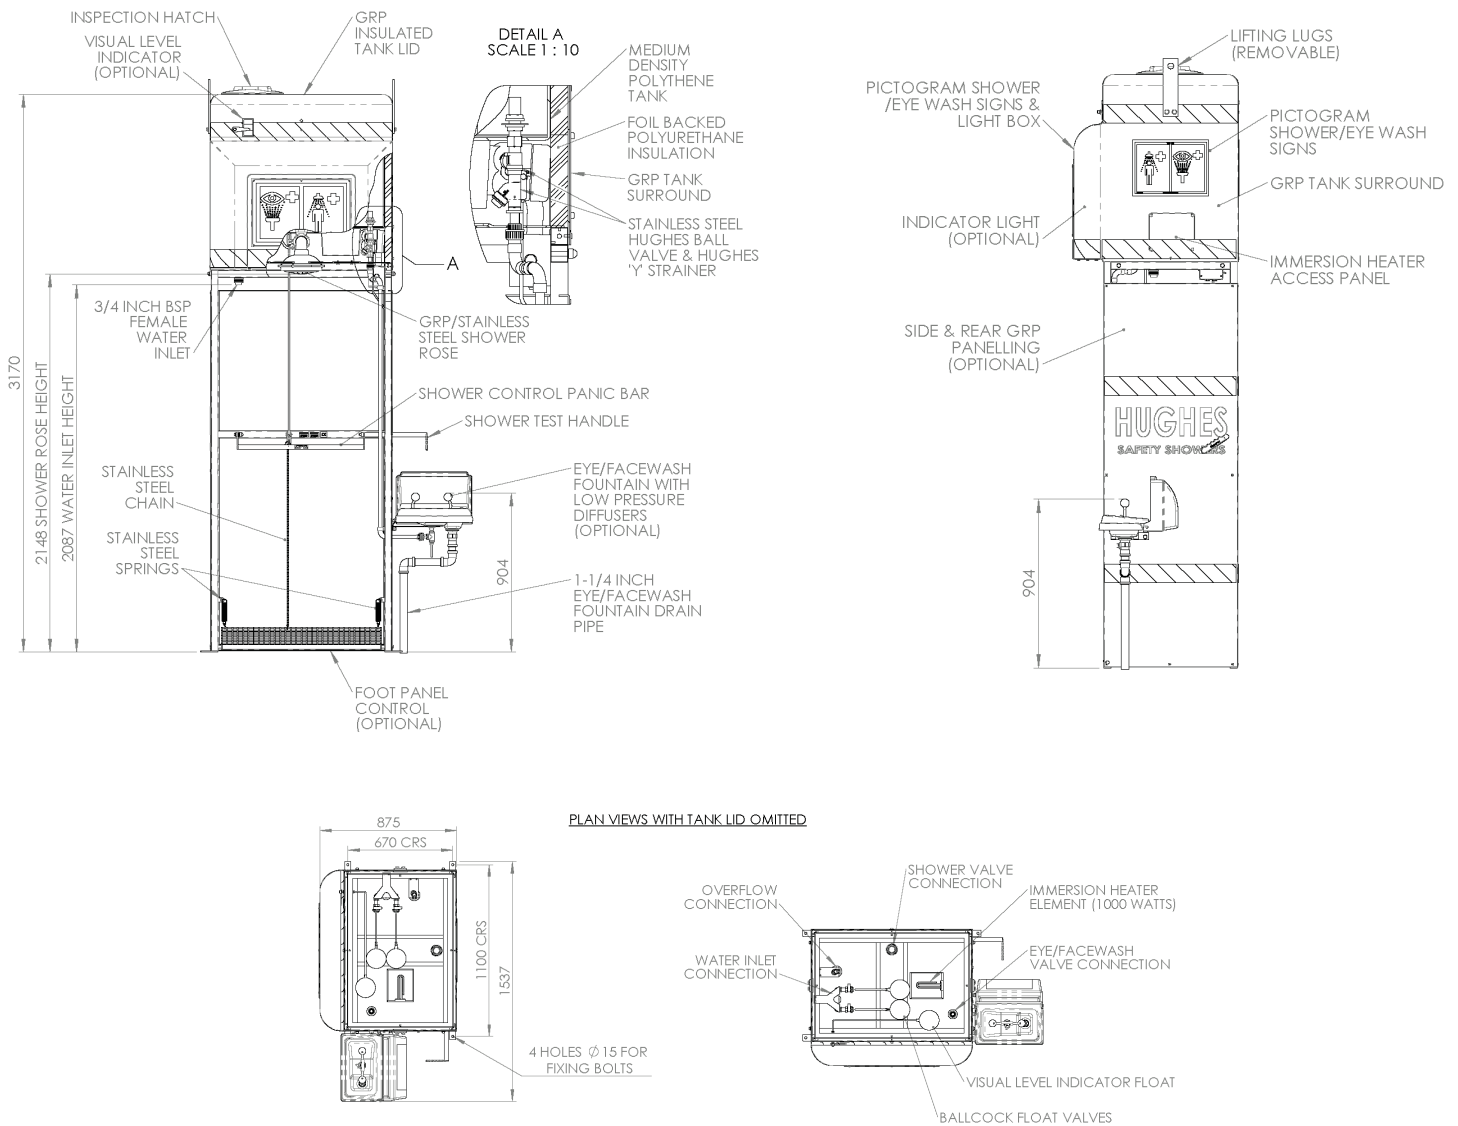 INSPECTION HATCH
VISUAL LEVEL
INDICATOR
(OPTIONAL)
GRP
INSULATED
TANK LID
DETAIL A
SCALE 1 : 10
MEDIUM
DENSITY
POLYTHENE
TANK
FOIL BACKED
POLYURETHANE
INSULATION
GRP TANK
SURROUND
STAINLESS STEEL
HUGHES BALL
VALVE & HUGHES
'Y' STRAINER
A
3/4 INCH BSP
FEMALE
WATER
INLET
GRP/STAINLESS
STEEL SHOWER
ROSE
3170
2148 SHOWER ROSE HEIGHT
2087 WATER INLET HEIGHT
SHOWER CONTROL PANIC BAR
SHOWER TEST HANDLE
STAINLESS
STEEL
CHAIN
STAINLESS
STEEL
SPRINGS
EYE/FACEWASH
FOUNTAIN WITH
LOW PRESSURE
DIFFUSERS
(OPTIONAL)
904
1-1/4 INCH
EYE/FACEWASH
FOUNTAIN DRAIN
PIPE
FOOT PANEL
CONTROL
(OPTIONAL)
LIFTING LUGS
(REMOVABLE)
PICTOGRAM SHOWER
/EYE WASH SIGNS &
LIGHT BOX
PICTOGRAM
SHOWER/EYE WASH
SIGNS
GRP TANK SURROUND
INDICATOR LIGHT
(OPTIONAL)
IMMERSION HEATER
ACCESS PANEL
SIDE & REAR GRP
PANELLING
(OPTIONAL)
HUGHES
SAFETY SHOWERS
904
PLAN VIEWS WITH TANK LID OMITTED
875
670 CRS
1100 CRS
1537
4 HOLES Ø 15 FOR
FIXING BOLTS
OVERFLOW
CONNECTION
SHOWER VALVE
CONNECTION
IMMERSION HEATER
ELEMENT (1000 WATTS)
WATER INLET
CONNECTION
EYE/FACEWASH
VALVE CONNECTION
VISUAL LEVEL INDICATOR FLOAT
BALLCOCK FLOAT VALVES